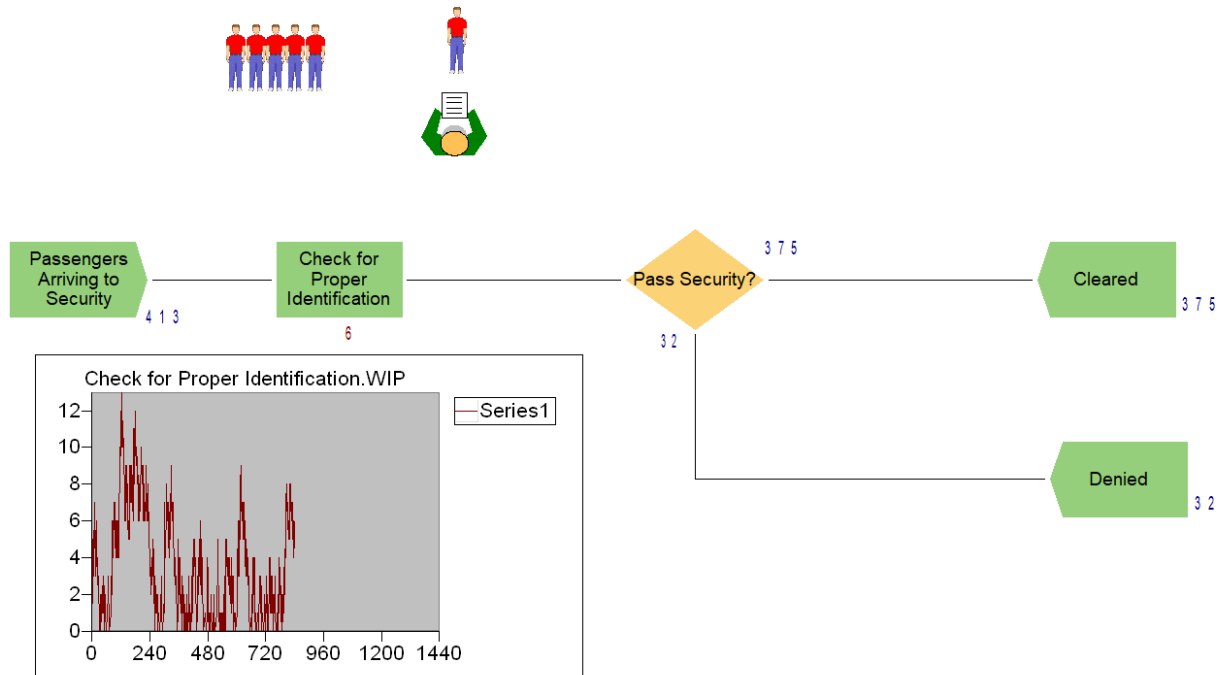 Passengers
Arriving to
Security
4 1 3
Check for
Proper
Identification
6
Pass Security?
3 7 5
3 2
Cleared
3 7 5
Denied
3 2
Check for Proper Identification.WIP
Series1
12
10
8
6
4
2
0
0 240 480 720 960 1200 1440